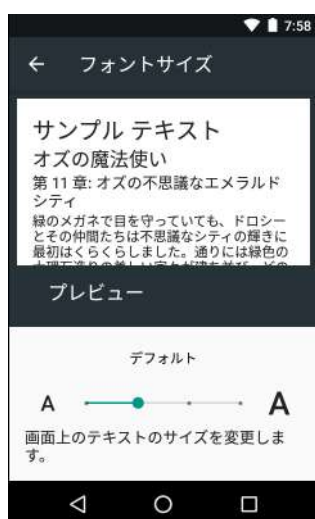 7:58
フォントサイズ
サンプル テキスト
オズの魔法使い
第 11 章: オズの不思議なエメラルド
シティ
緑のメガネで目を守っていても、ドロシー
とその仲間たちは不思議なシティの輝きに
最初はくらくらしました。通りには緑色の
プレビュー
デフォルト
A A
画面上のテキストのサイズを変更しま
す。